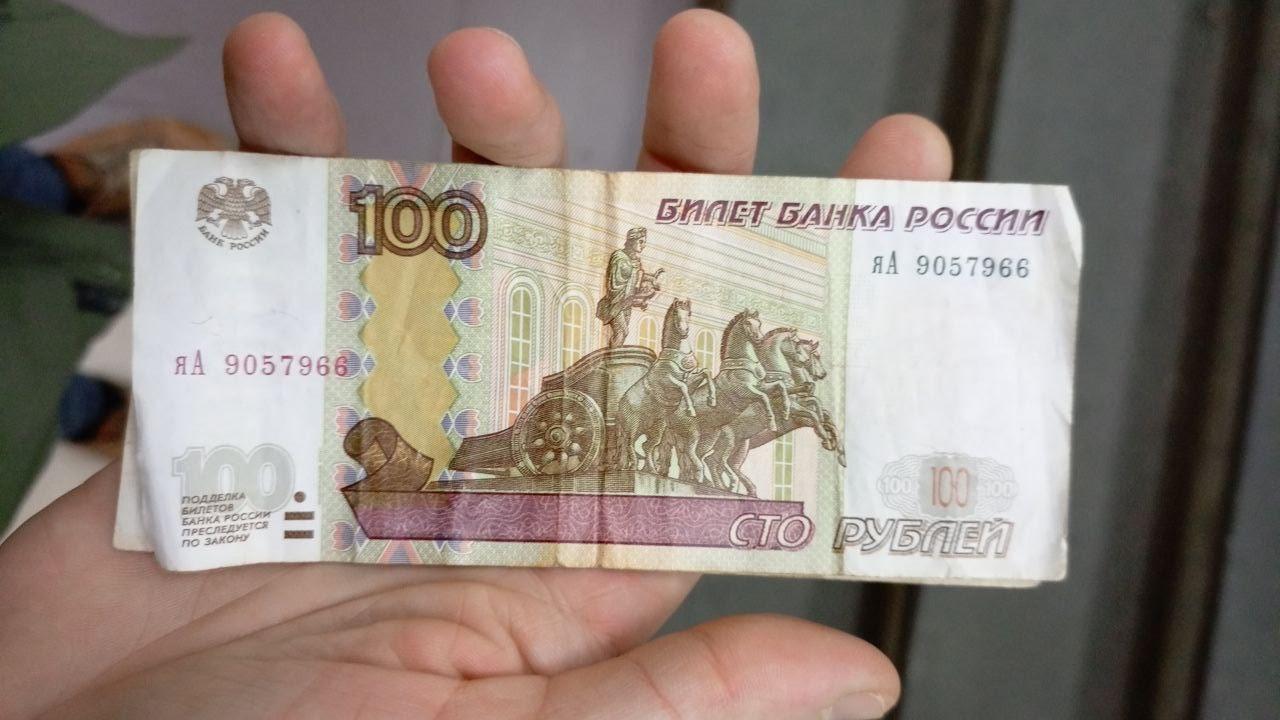 БАНК РОССИИ
100
БИЛЕТ БАНКА РОССИИ
яА 9057966
яА 9057966
100
ПОДДЕЛКА
БИЛЕТОВ
БАНКА РОССИИ
ПРЕСЛЕДУЕТСЯ
ПО ЗАКОНУ
100 100 100
СТО РУБЛЕЙ